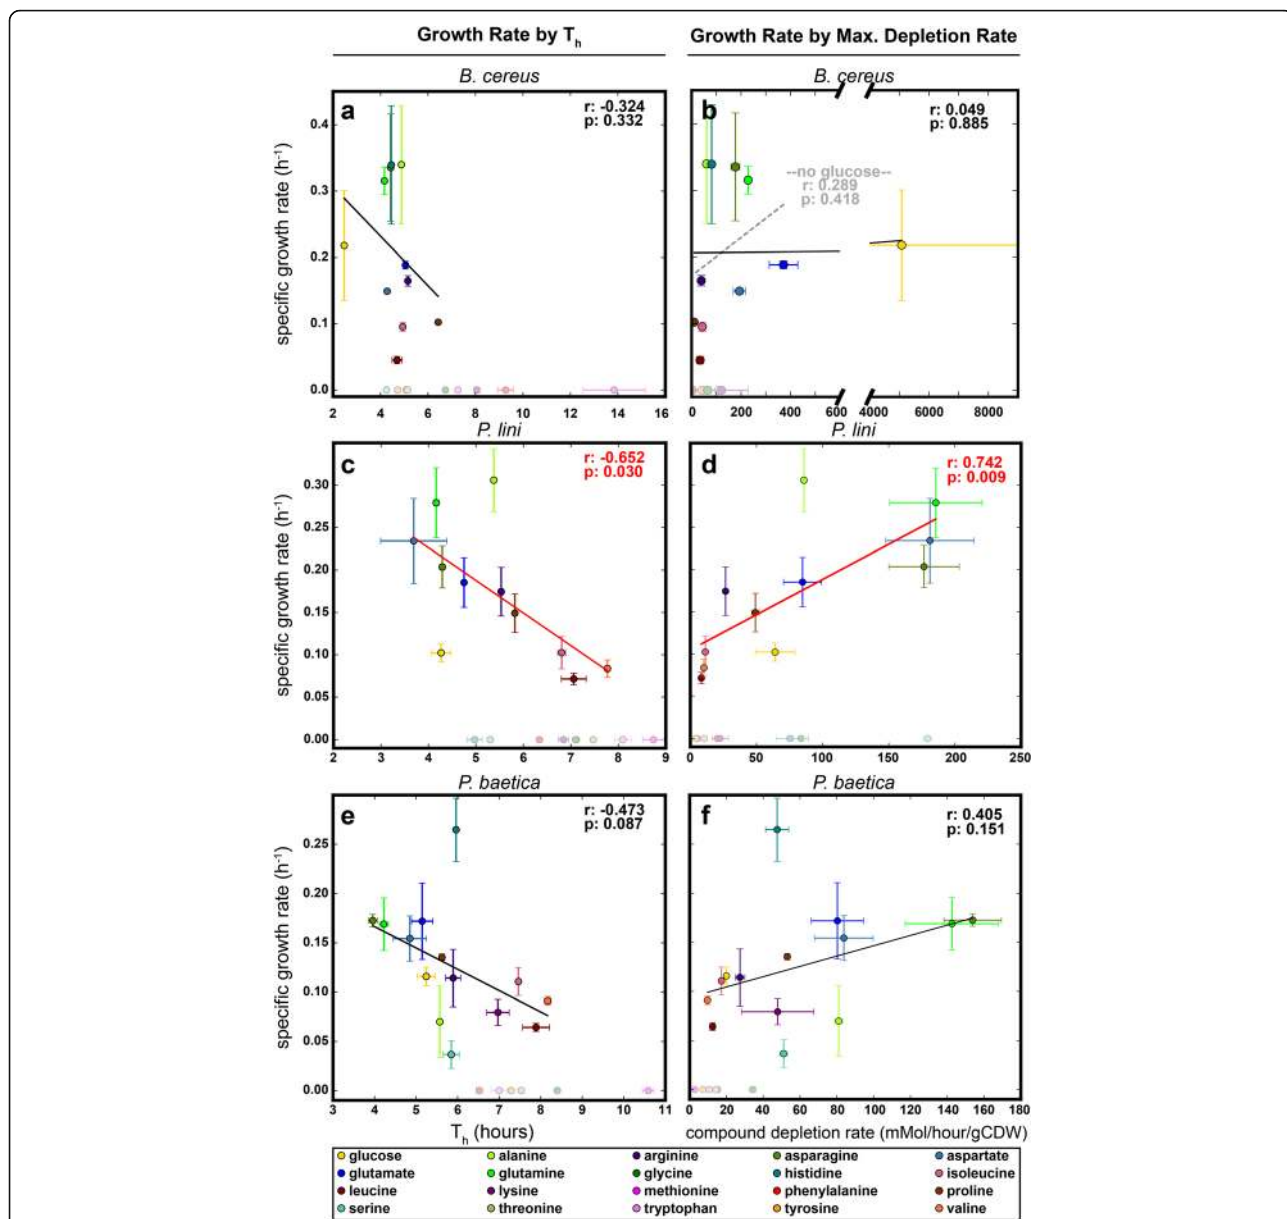 Growth Rate by Th
Growth Rate by Max. Depletion Rate
B. cereus
B. cereus
a
r: -0.324
p: 0.332
b
r: 0.049
p: 0.885
--no glucose--
r: 0.289
p: 0.418
specific growth rate (h-1)
0.4
0.3
0.2
0.1
0.0
2 4 6 8 10 12 14 16
0 200 400 600 4000 6000 8000
P. lini
P. lini
c
r: -0.652
p: 0.030
d
r: 0.742
p: 0.009
specific growth rate (h-1)
0.30
0.25
0.20
0.15
0.10
0.05
0.00
2 3 4 5 6 7 8 9
0 50 100 150 200 250
P. baetica
P. baetica
e
r: -0.473
p: 0.087
f
r: 0.405
p: 0.151
specific growth rate (h-1)
0.25
0.20
0.15
0.10
0.05
0.00
3 4 5 6 7 8 9 10 11
0 20 40 60 80 100 120 140 160 180
Th (hours)
compound depletion rate (mMol/hour/gCDW)
glucose alanine arginine asparagine aspartate
glutamate glutamine glycine histidine isoleucine
leucine lysine methionine phenylalanine proline
serine threonine tryptophan tyrosine valine